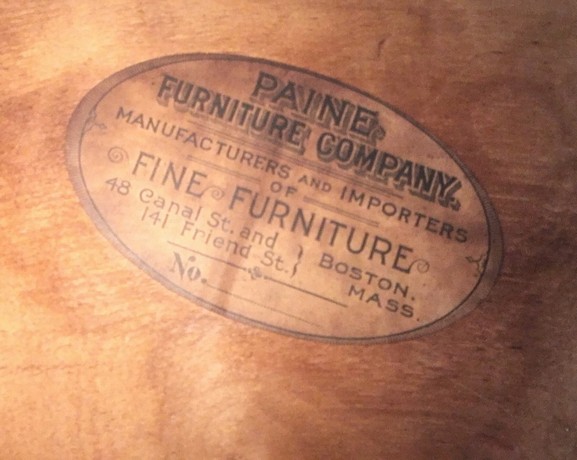 PAINE
FURNITURE COMPANY.
MANUFACTURERS AND IMPORTERS
OF
FINE FURNITURE
48 Canal St. and
141 Friend St.} BOSTON,
MASS.
No.